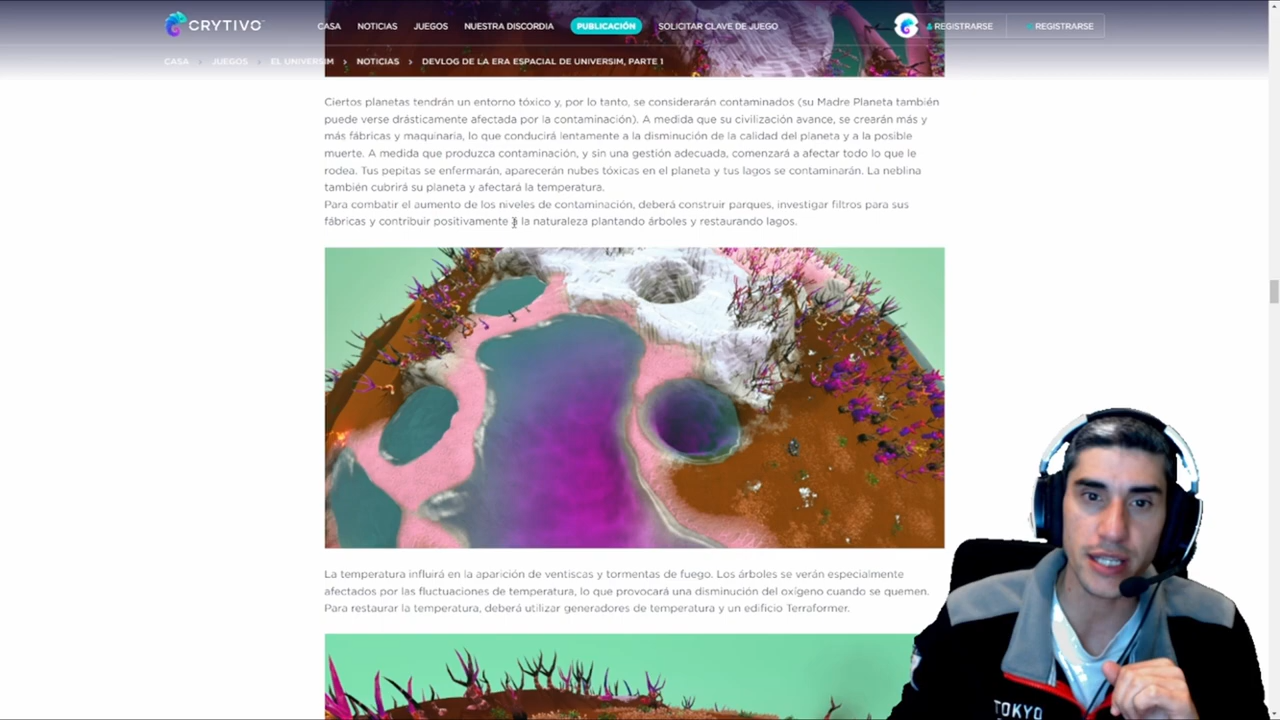 CRYTIVO
CASA
NOTICIAS
JUEGOS
NUESTRA DISCORDIA
PUBLICACIÓN
SOLICITAR CLAVE DE JUEGO
REGISTRARSE
REGISTRARSE
CASA > JUEGOS > EL UNIVERSIM > NOTICIAS > DEVLOG DE LA ERA ESPACIAL DE UNIVERSIM, PARTE 1
Ciertos planetas tendrán un entorno tóxico y, por lo tanto, se considerarán contaminados (su Madre Planeta también
puede verse drásticamente afectada por la contaminación). A medida que su civilización avance, se crearán más y
más fábricas y maquinaria, lo que conducirá lentamente a la disminución de la calidad del planeta y a la posible
muerte. A medida que produzca contaminación, y sin una gestión adecuada, comenzará a afectar todo lo que le
rodea. Tus pepitas se enfermarán, aparecerán nubes tóxicas en el planeta y tus lagos se contaminarán. La neblina
también cubrirá su planeta y afectará la temperatura.
Para combatir el aumento de los niveles de contaminación, deberá construir parques, investigar filtros para sus
fábricas y contribuir positivamente a la naturaleza plantando árboles y restaurando lagos.
La temperatura influirá en la aparición de ventiscas y tormentas de fuego. Los árboles se verán especialmente
afectados por las fluctuaciones de temperatura, lo que provocará una disminución del oxígeno cuando se quemen.
Para restaurar la temperatura, deberá utilizar generadores de temperatura y un edificio Terraformer.
TOKYO